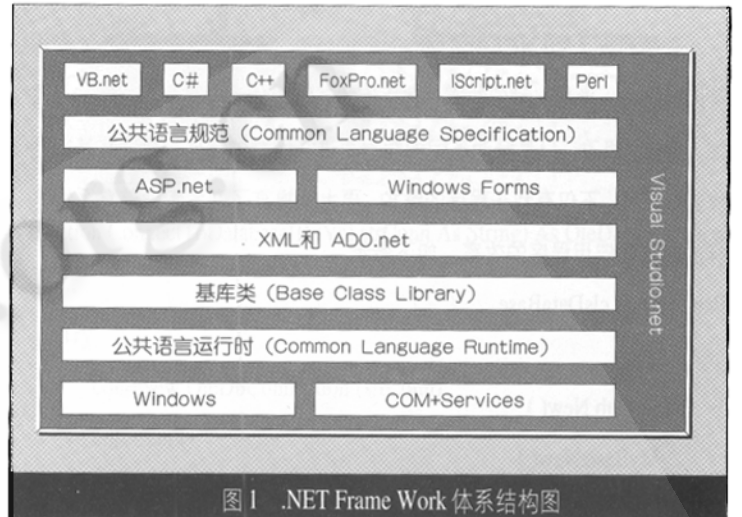 VB.net C# C++ FoxPro.net IScript.net Perl
公共语言规范（Common Language Specification）
ASP.net Windows Forms
XML和 ADO.net
基库类（Base Class Library）
公共语言运行时（Common Language Runtime）
Windows COM+Services
Visual Studio.net
图 1 .NET Frame Work 体系结构图